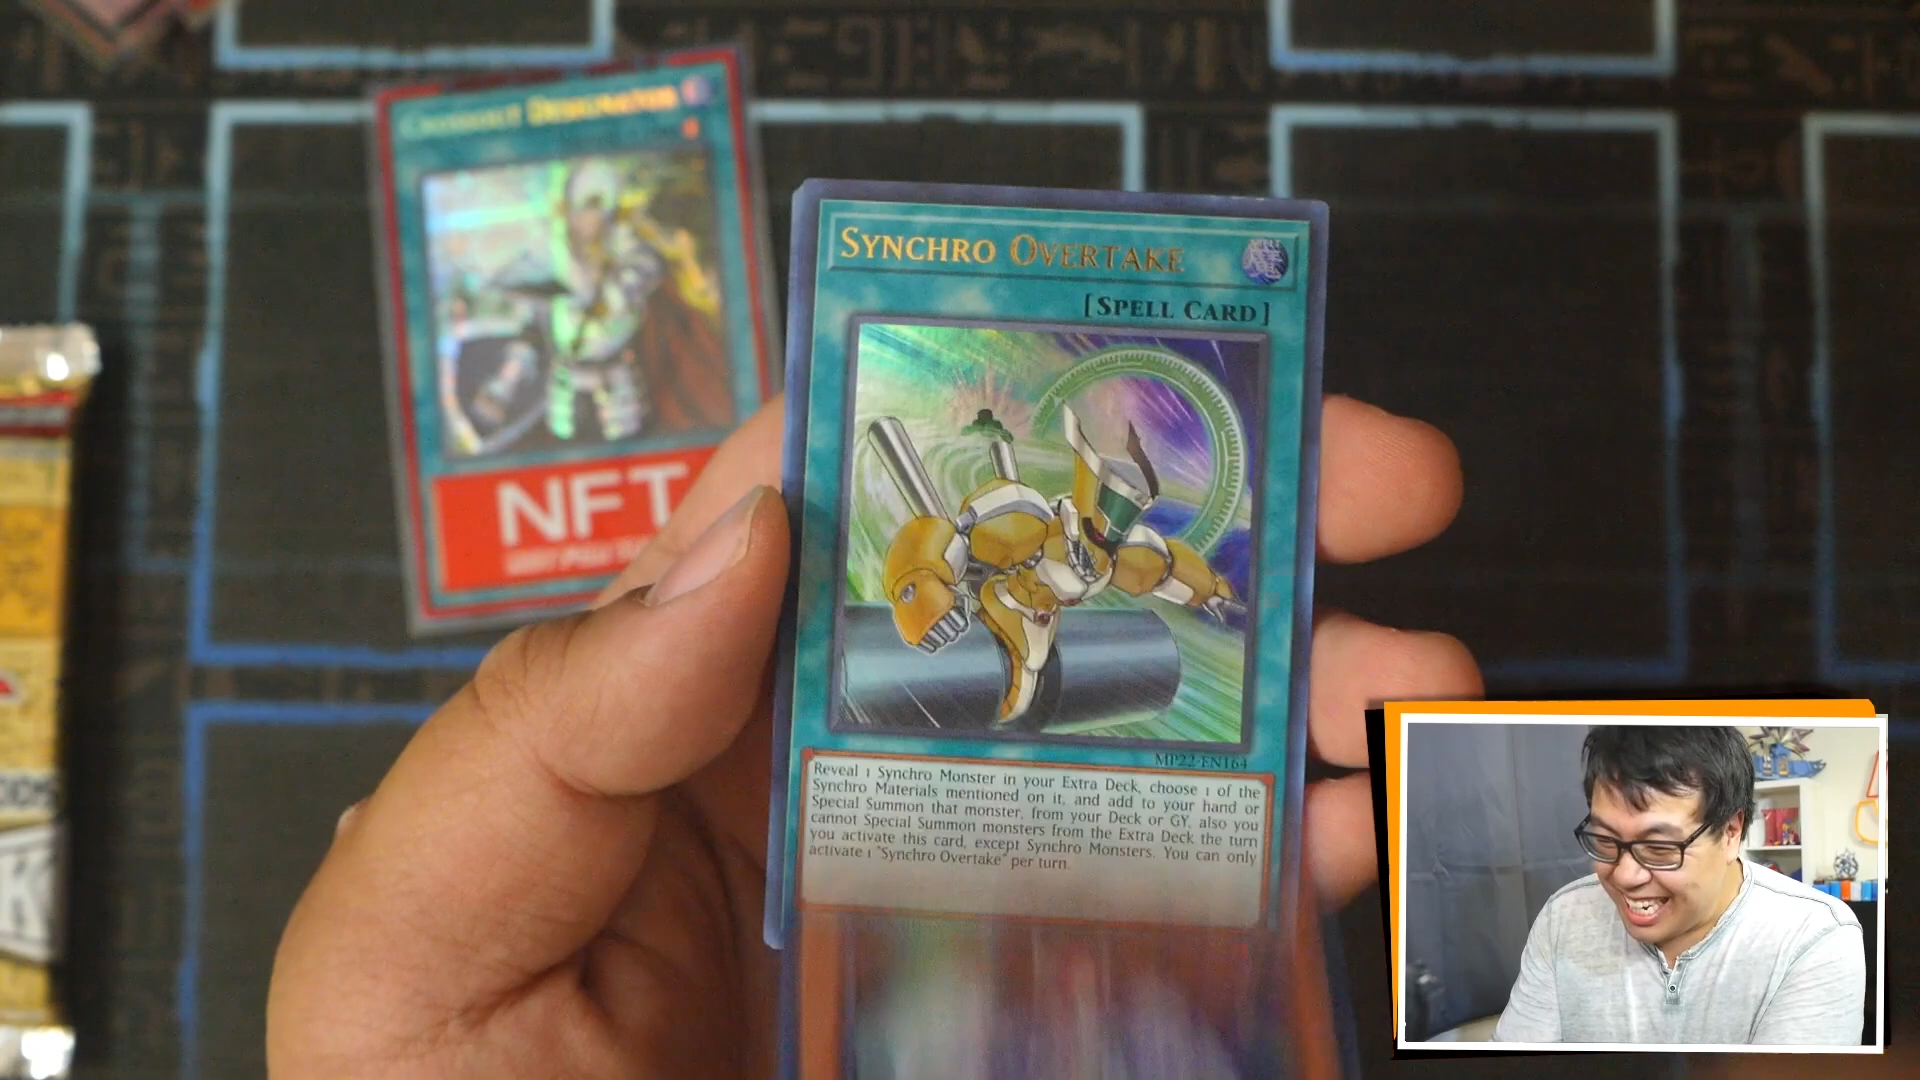 CROSSOUT DESIGNATOR
NFT
SYNCHRO OVERTAKE
[SPELL CARD]
MP22-EN164
Reveal 1 Synchro Monster in your Extra Deck, choose 1 of the
Synchro Materials mentioned on it, and add to your hand or
Special Summon that monster, from your Deck or GY, also you
cannot Special Summon monsters from the Extra Deck the turn
you activate this card, except Synchro Monsters. You can only
activate 1 "Synchro Overtake" per turn.